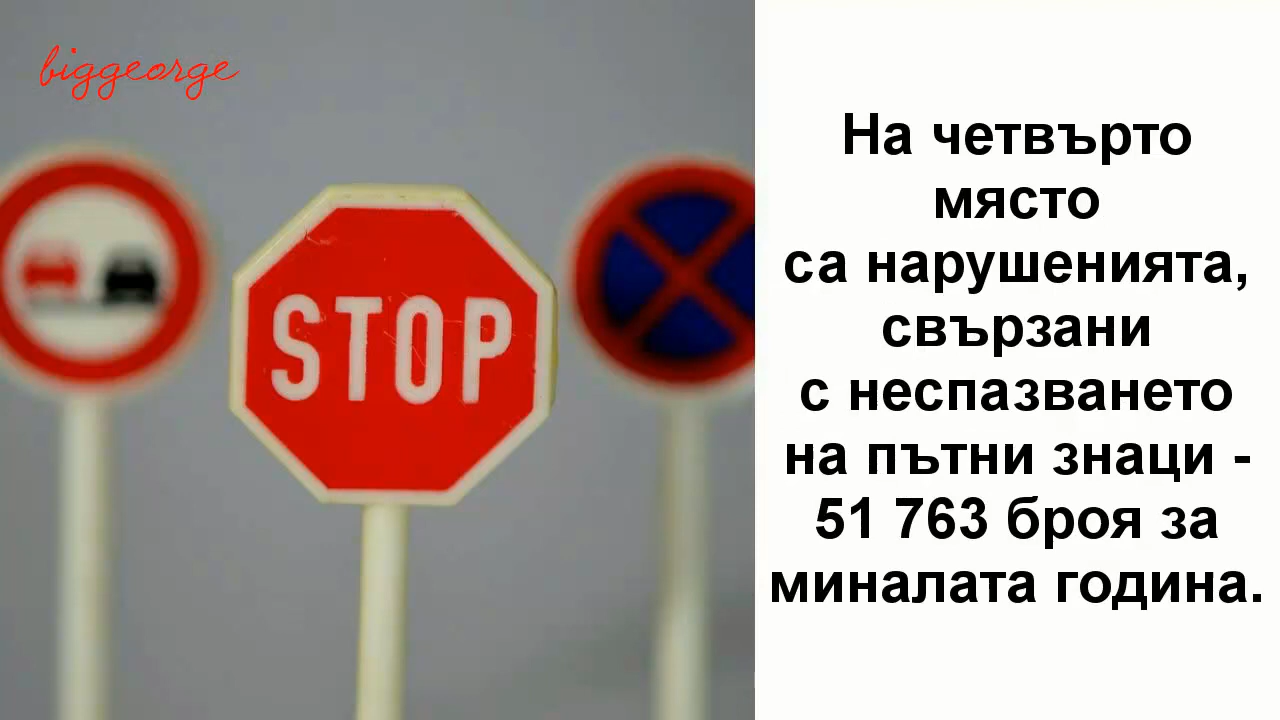 biggeorge
STOP
На четвърто
място
са нарушенията,
свързани
с неспазването
на пътни знаци -
51 763 броя за
миналата година.